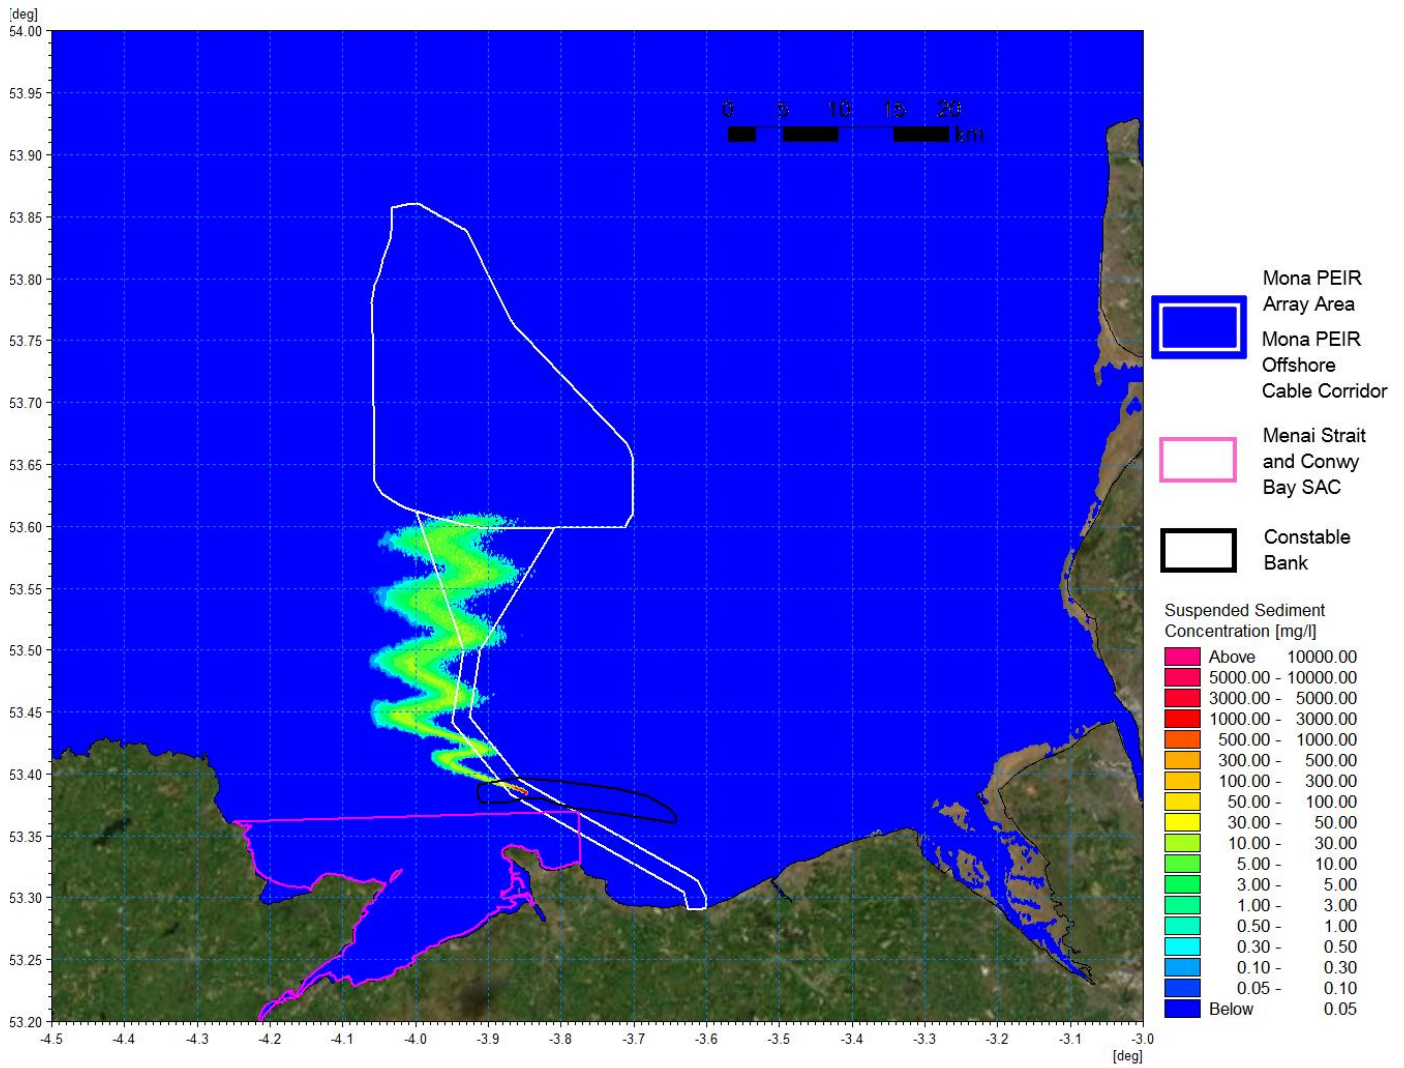 [deg]
54.00
53.95
53.90
53.85
53.80
53.75
53.70
53.65
53.60
53.55
53.50
53.45
53.40
53.35
53.30
53.25
53.20
-4.5 -4.4 -4.3 -4.2 -4.1 -4.0 -3.9 -3.8 -3.7 -3.6 -3.5 -3.4 -3.3 -3.2 -3.1 -3.0
[deg]
0 5 10 15 20
km
Mona PEIR
Array Area
Mona PEIR
Offshore
Cable Corridor
Menai Strait
and Conwy
Bay SAC
Constable
Bank
Suspended Sediment
Concentration [mg/l]
Above 10000.00
5000.00 - 10000.00
3000.00 - 5000.00
1000.00 - 3000.00
500.00 - 1000.00
300.00 - 500.00
100.00 - 300.00
50.00 - 100.00
30.00 - 50.00
10.00 - 30.00
5.00 - 10.00
3.00 - 5.00
1.00 - 3.00
0.50 - 1.00
0.30 - 0.50
0.10 - 0.30
0.05 - 0.10
Below 0.05